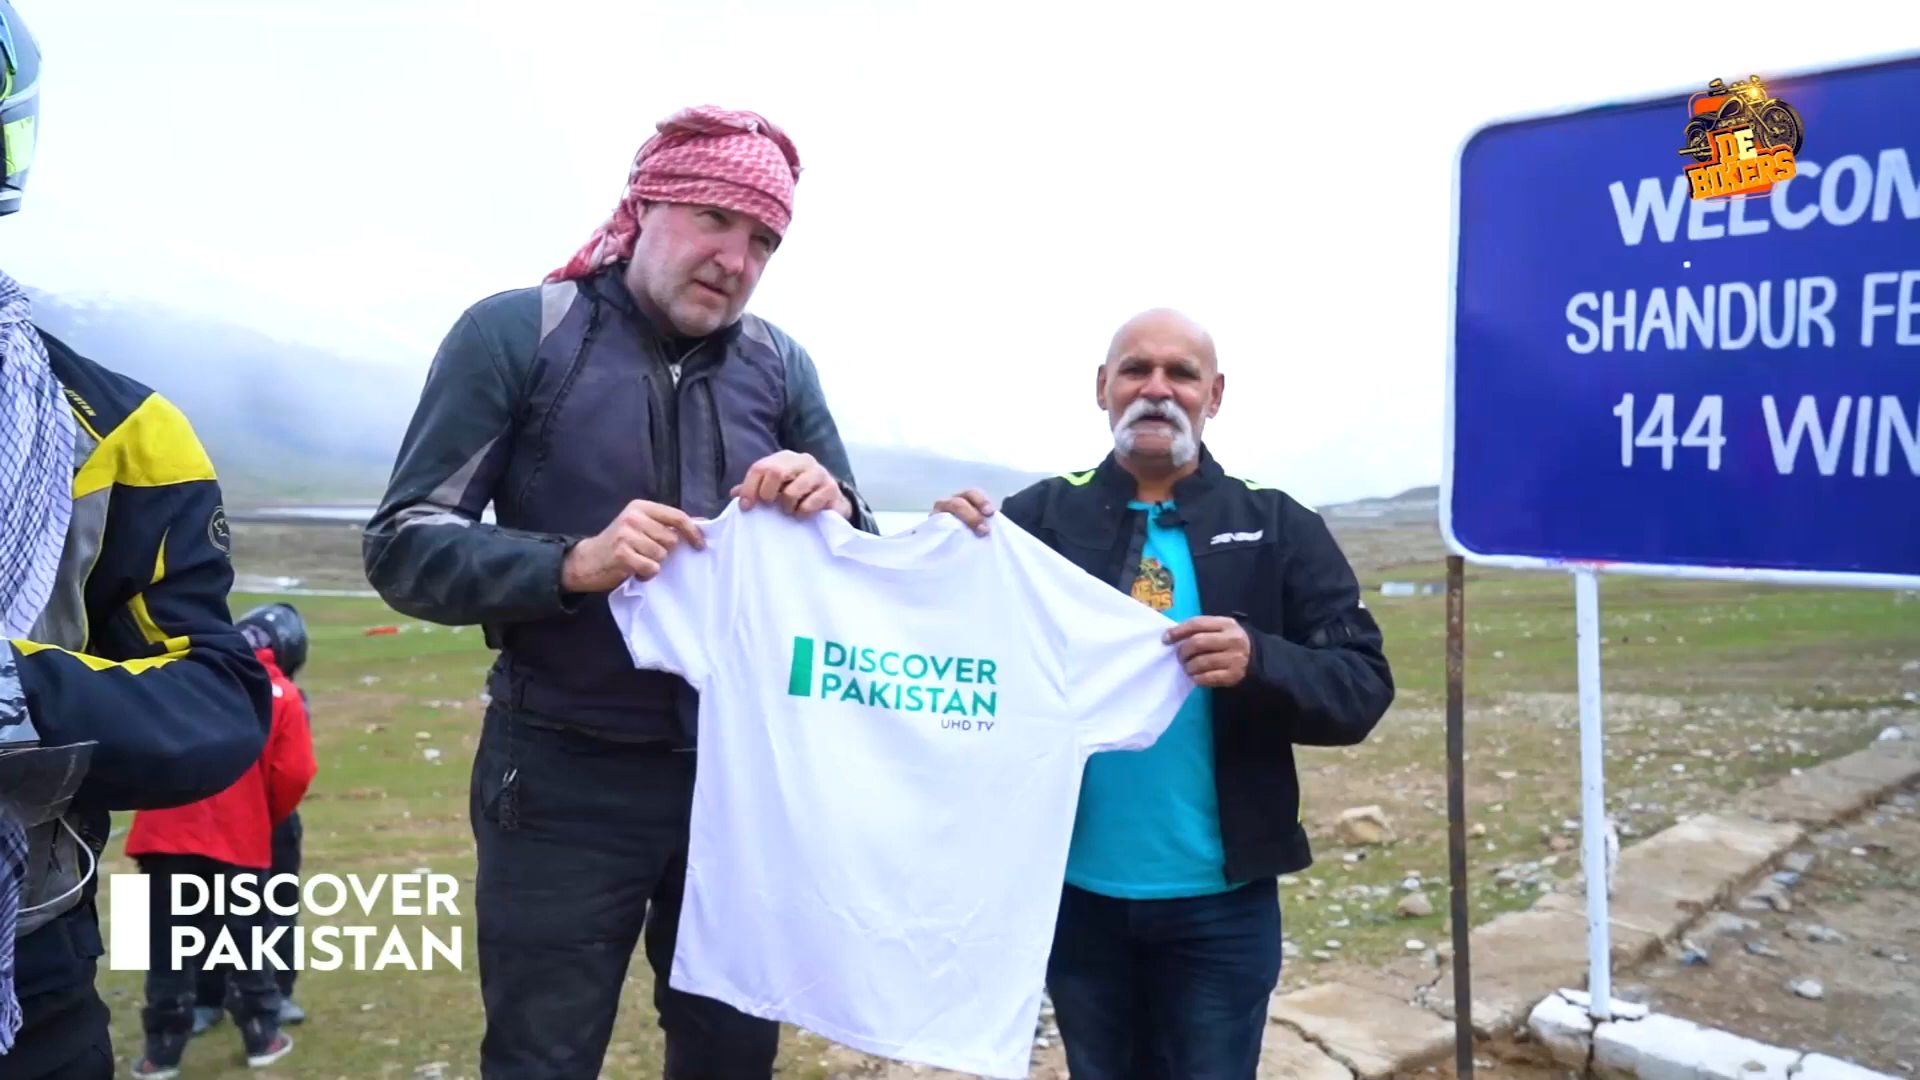 DE
BIKERS
WELCOM
SHANDUR FE
144 WIN
DISCOVER
PAKISTAN
UHD TV
DISCOVER
PAKISTAN